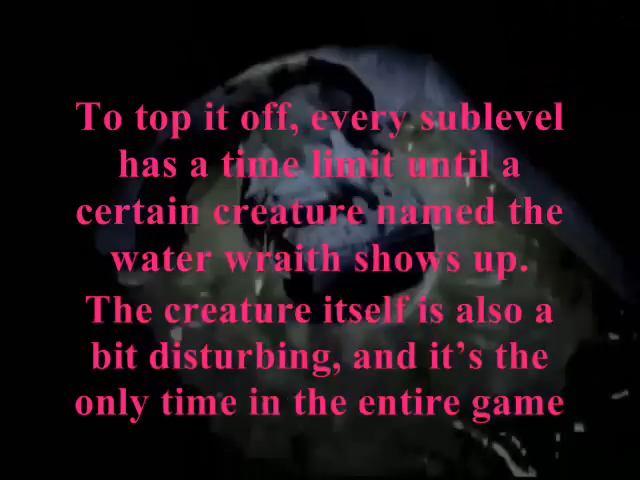 To top it off, every sublevel
has a time limit until a
certain creature named the
water wraith shows up.
The creature itself is also a
bit disturbing, and it’s the
only time in the entire game